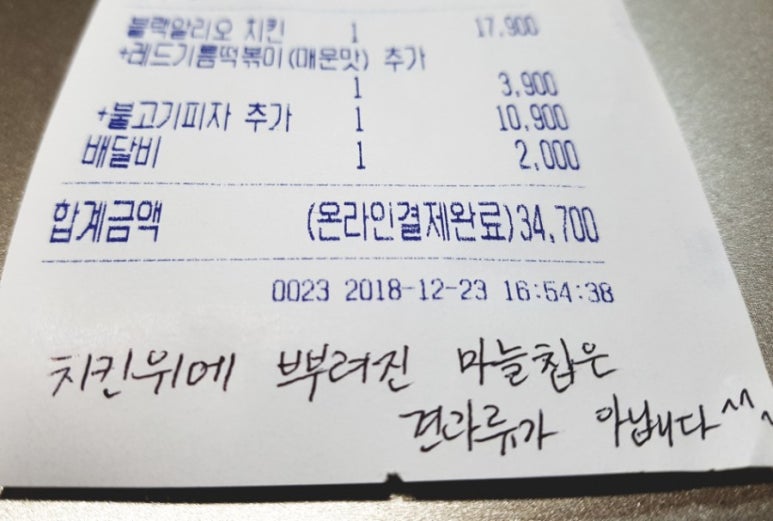 블랙알리오 치킨 1 17,900
+레드기름떡볶이(매운맛) 추가
1 3,900
+불고기피자 추가 1 10,900
배달비 1 2,000
합계금액 (온라인결제완료)34,700
0023 2018-12-23 16:54:38
치킨위에 뿌려진 마늘칩은
견과류가 아닙니다^^